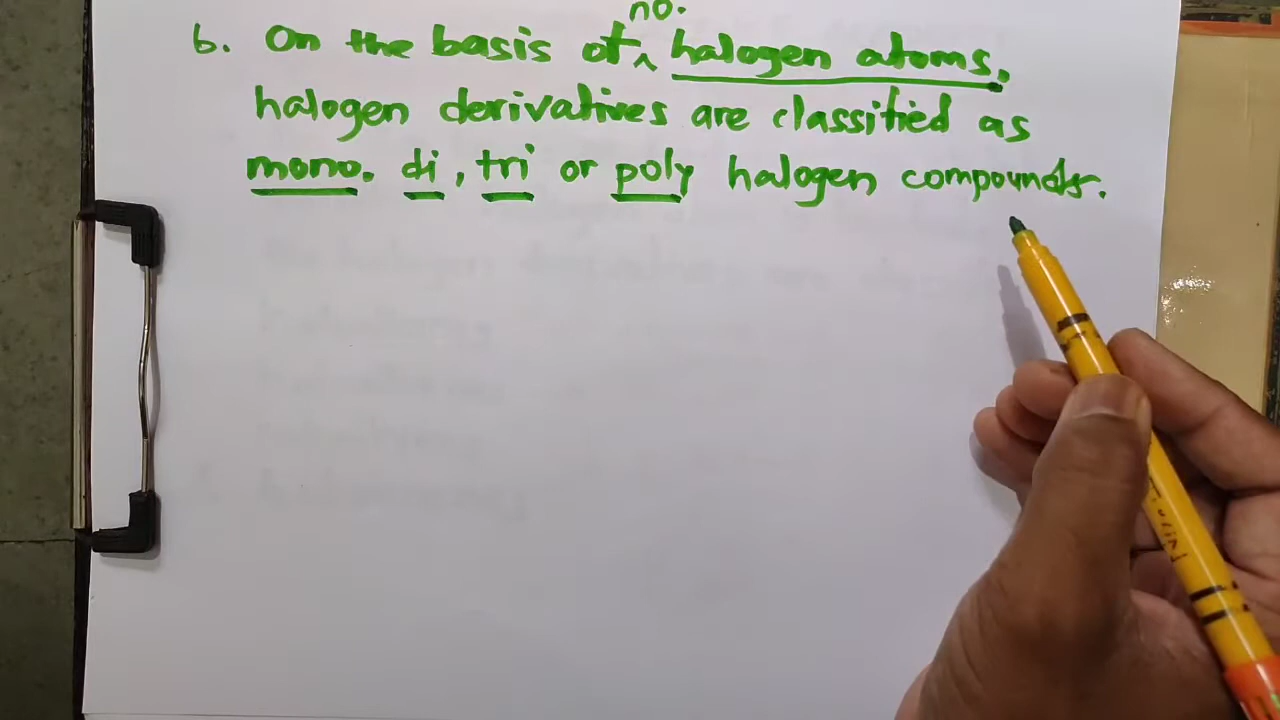 no.
b. On the basis of ^ halogen atoms,
halogen derivatives are classified as
mono, di, tri or poly halogen compounds.